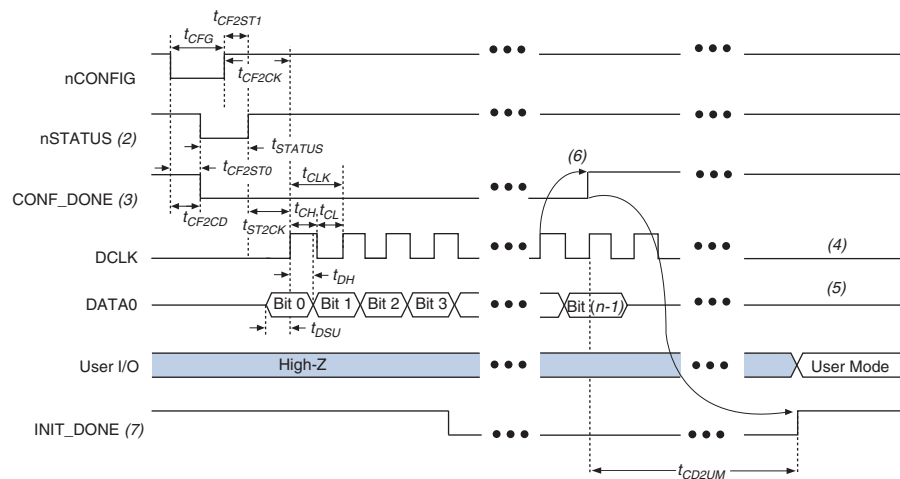 tCF2ST1
tCFG
nCONFIG
tCF2CK
nSTATUS (2)
tSTATUS
tCF2ST0
tCLK
(6)
CONF_DONE (3)
tCF2CD
tST2CK
tCH
tCL
DCLK
(4)
tDH
DATA0
Bit 0
Bit 1
Bit 2
Bit 3
Bit (n-1)
(5)
tDSU
User I/O
High-Z
User Mode
INIT_DONE (7)
tCD2UM